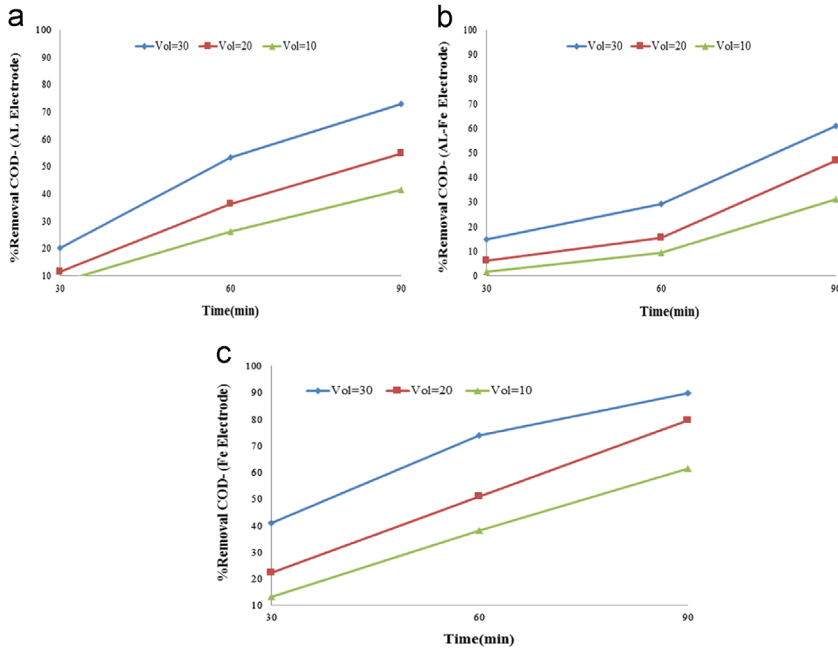 a
100
Vol=30 Vol=20 Vol=10
90
80
70
60
50
40
30
20
10
%Removal COD- (AL Electrode)
30 60 90
Time(min)
b
100
Vol=30 Vol=20 Vol=10
90
80
70
60
50
40
30
20
10
0
%Removal COD- (AL-Fe Electrode)
30 60 90
Time(min)
c
100
Vol=30 Vol=20 Vol=10
90
80
70
60
50
40
30
20
10
%Removal COD- (Fe Electrode)
30 60 90
Time(min)